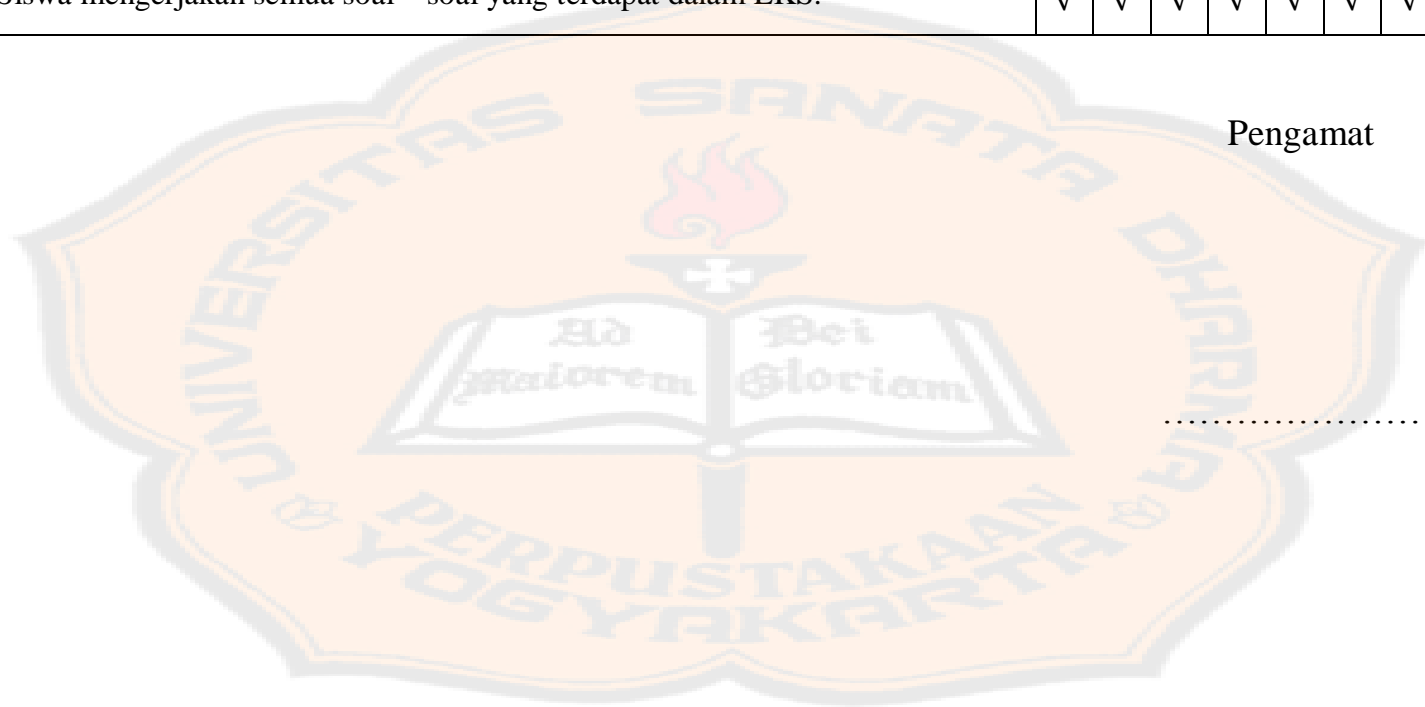 Siswa mengerjakan semua soal – soal yang terdapat dalam LKS. √ √ √ √ √ √ √
Pengamat
UNIVERSITAS SANATA DHARMA
Ad Dei
Maiorem Gloriam
……………………
PERPUSTAKAAN
YOGYAKARTA